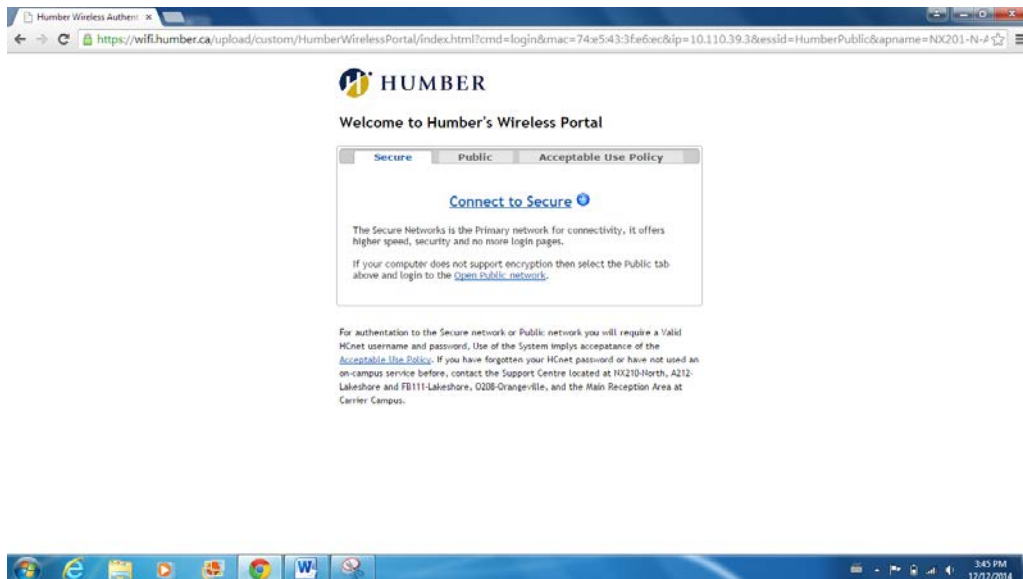 Humber Wireless Authent
https://wifi.humber.ca/upload/custom/HumberWirelessPortal/index.html?cmd=login&mac=74:e5:43:3f:e6:ec&ip=10.110.39.3&essid=HumberPublic&apname=NX201-N-A
HUMBER
Welcome to Humber's Wireless Portal
Secure Public Acceptable Use Policy
Connect to Secure
The Secure Networks is the Primary network for connectivity, it offers
higher speed, security and no more login pages.
If your computer does not support encryption then select the Public tab
above and login to the Open Public network.
For authentation to the Secure network or Public network you will require a Valid
HCnet username and password, Use of the System implys accepatance of the
Acceptable Use Policy. If you have forgotten your HCnet password or have not used an
on-campus service before, contact the Support Centre located at NX210-North, A212-
Lakeshore and FB111-Lakeshore, O208-Orangeville, and the Main Reception Area at
Carrier Campus.
3:45 PM
12/12/2014